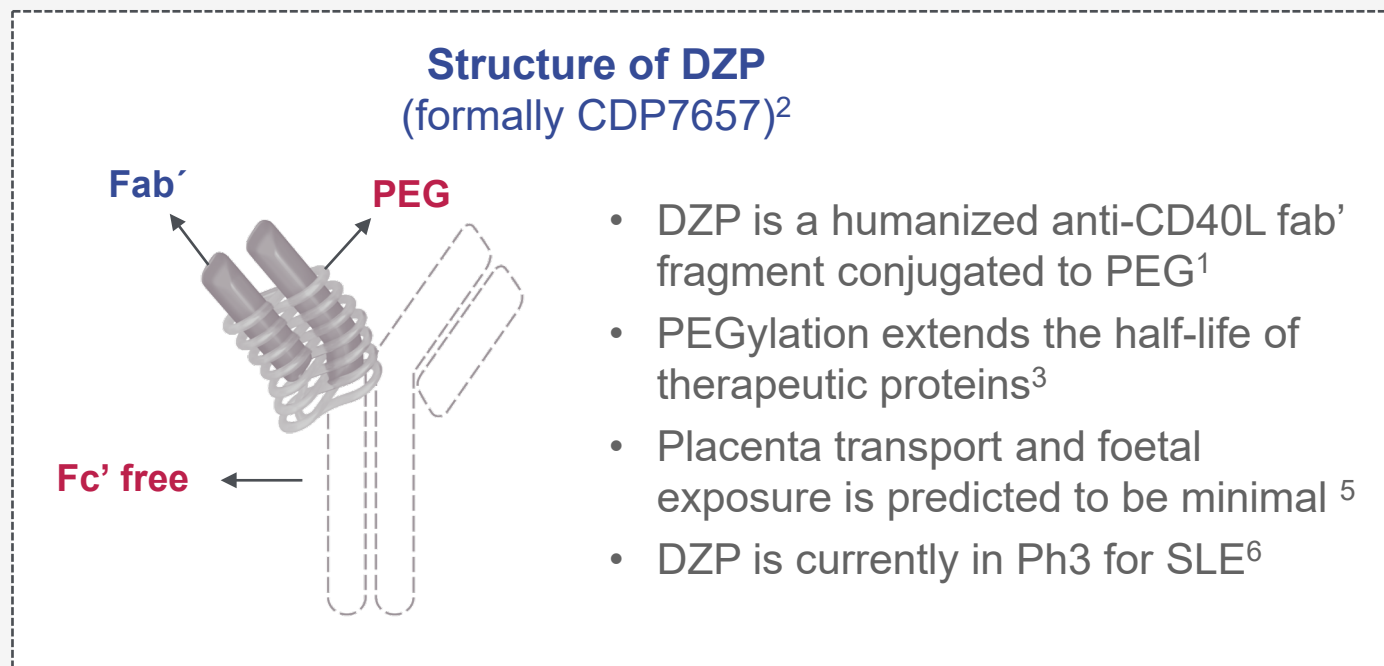 Structure of DZP
(formally CDP7657)2
Fab´
PEG
Fc’ free
• DZP is a humanized anti-CD40L fab’
fragment conjugated to PEG1
• PEGylation extends the half-life of
therapeutic proteins3
• Placenta transport and foetal
exposure is predicted to be minimal 5
• DZP is currently in Ph3 for SLE6